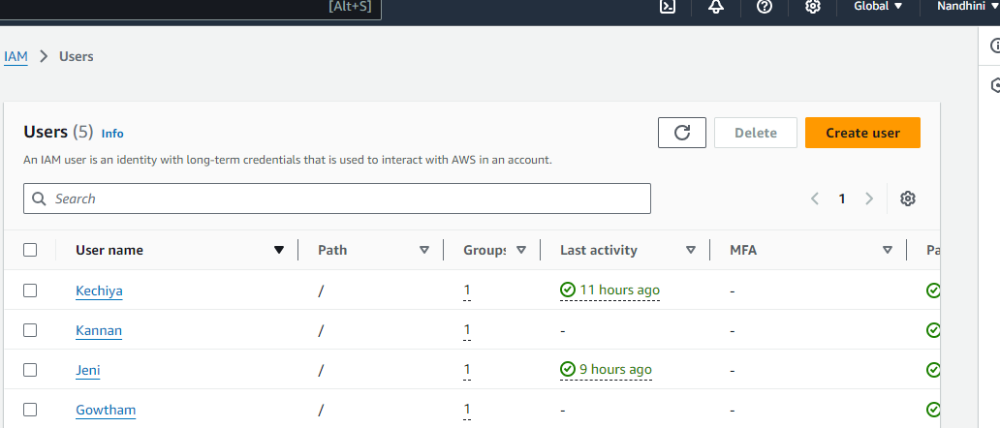 [Alt+S] Global Nandhini
IAM > Users
Users (5) Info
Delete
Create user
An IAM user is an identity with long-term credentials that is used to interact with AWS in an account.
Search
1
User name Path Groups Last activity MFA Pa
Kechiya / 1 11 hours ago -
Kannan / 1 - -
Jeni / 1 9 hours ago -
Gowtham / 1 - -